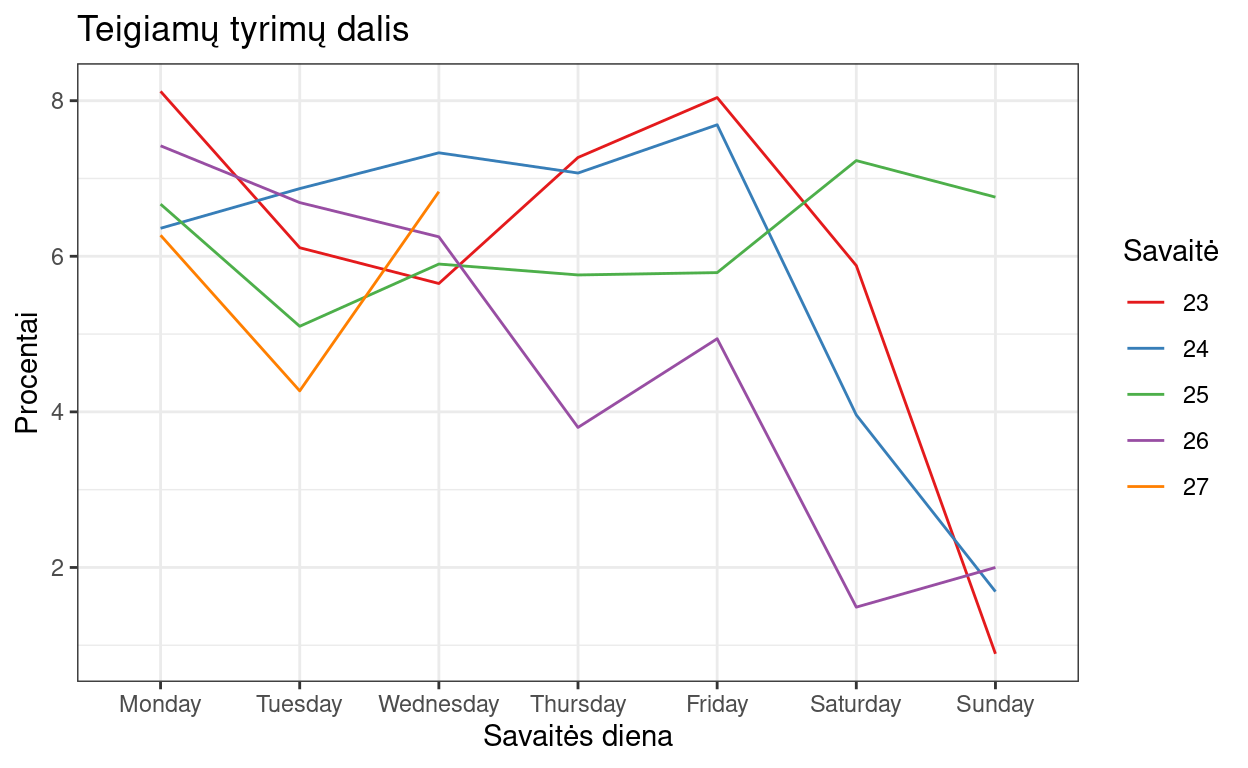 Teigiamų tyrimų dalis
Procentai
8
6
4
2
Monday Tuesday Wednesday Thursday Friday Saturday Sunday
Savaitės diena
Savaitė
23
24
25
26
27